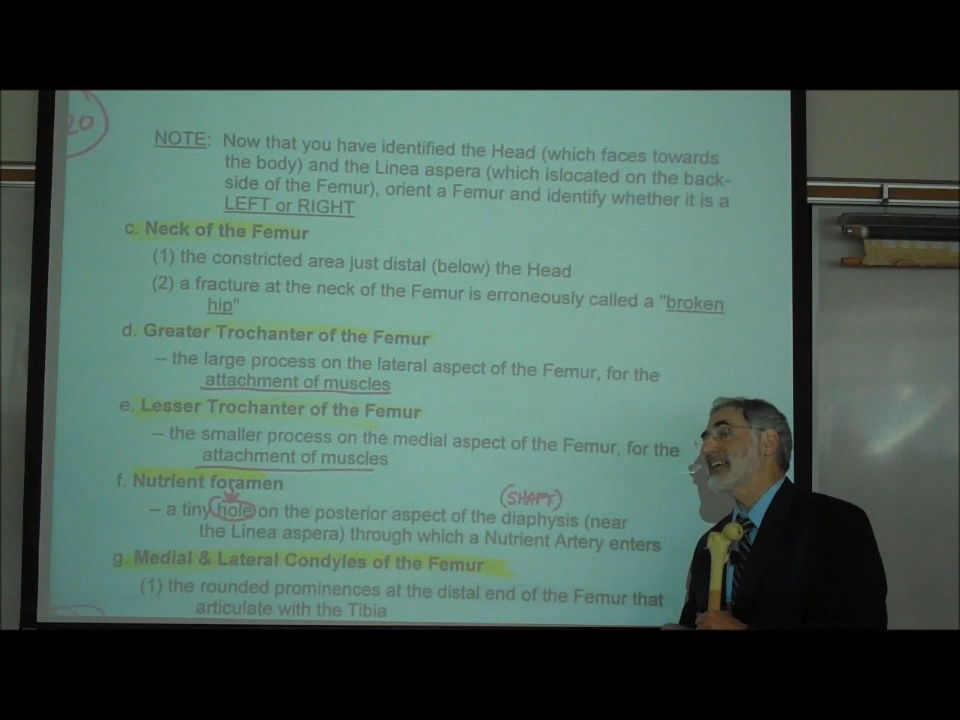 20
NOTE: Now that you have identified the Head (which faces towards
the body) and the Linea aspera (which islocated on the back-
side of the Femur), orient a Femur and identify whether it is a
LEFT or RIGHT
c. Neck of the Femur
(1) the constricted area just distal (below) the Head
(2) a fracture at the neck of the Femur is erroneously called a "broken
hip"
d. Greater Trochanter of the Femur
-- the large process on the lateral aspect of the Femur, for the
attachment of muscles
e. Lesser Trochanter of the Femur
-- the smaller process on the medial aspect of the Femur, for the
attachment of muscles
f. Nutrient foramen
(SHAFT)
-- a tiny hole on the posterior aspect of the diaphysis (near
the Linea aspera) through which a Nutrient Artery enters
g. Medial & Lateral Condyles of the Femur
(1) the rounded prominences at the distal end of the Femur that
articulate with the Tibia